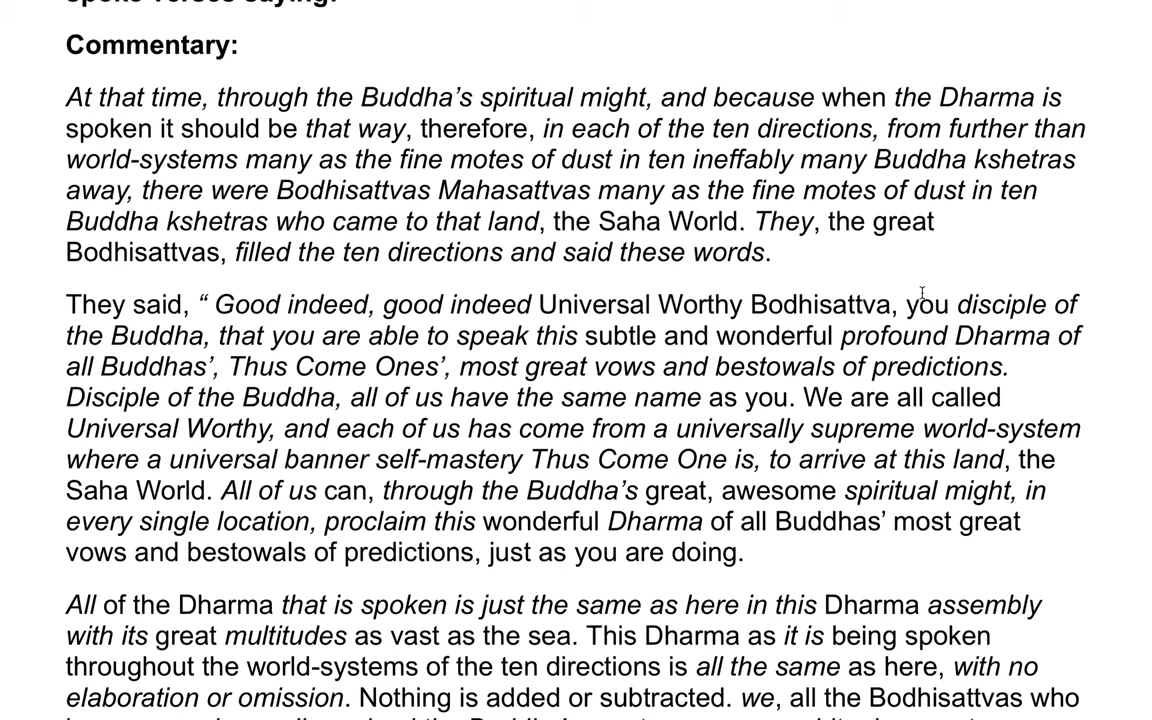 spoke verses saying:
Commentary:
At that time, through the Buddha’s spiritual might, and because when the Dharma is
spoken it should be that way, therefore, in each of the ten directions, from further than
world-systems many as the fine motes of dust in ten ineffably many Buddha kshetras
away, there were Bodhisattvas Mahasattvas many as the fine motes of dust in ten
Buddha kshetras who came to that land, the Saha World. They, the great
Bodhisattvas, filled the ten directions and said these words.
They said, “ Good indeed, good indeed Universal Worthy Bodhisattva, you disciple of
the Buddha, that you are able to speak this subtle and wonderful profound Dharma of
all Buddhas’, Thus Come Ones’, most great vows and bestowals of predictions.
Disciple of the Buddha, all of us have the same name as you. We are all called
Universal Worthy, and each of us has come from a universally supreme world-system
where a universal banner self-mastery Thus Come One is, to arrive at this land, the
Saha World. All of us can, through the Buddha’s great, awesome spiritual might, in
every single location, proclaim this wonderful Dharma of all Buddhas’ most great
vows and bestowals of predictions, just as you are doing.
All of the Dharma that is spoken is just the same as here in this Dharma assembly
with its great multitudes as vast as the sea. This Dharma as it is being spoken
throughout the world-systems of the ten directions is all the same as here, with no
elaboration or omission. Nothing is added or subtracted. we, all the Bodhisattvas who